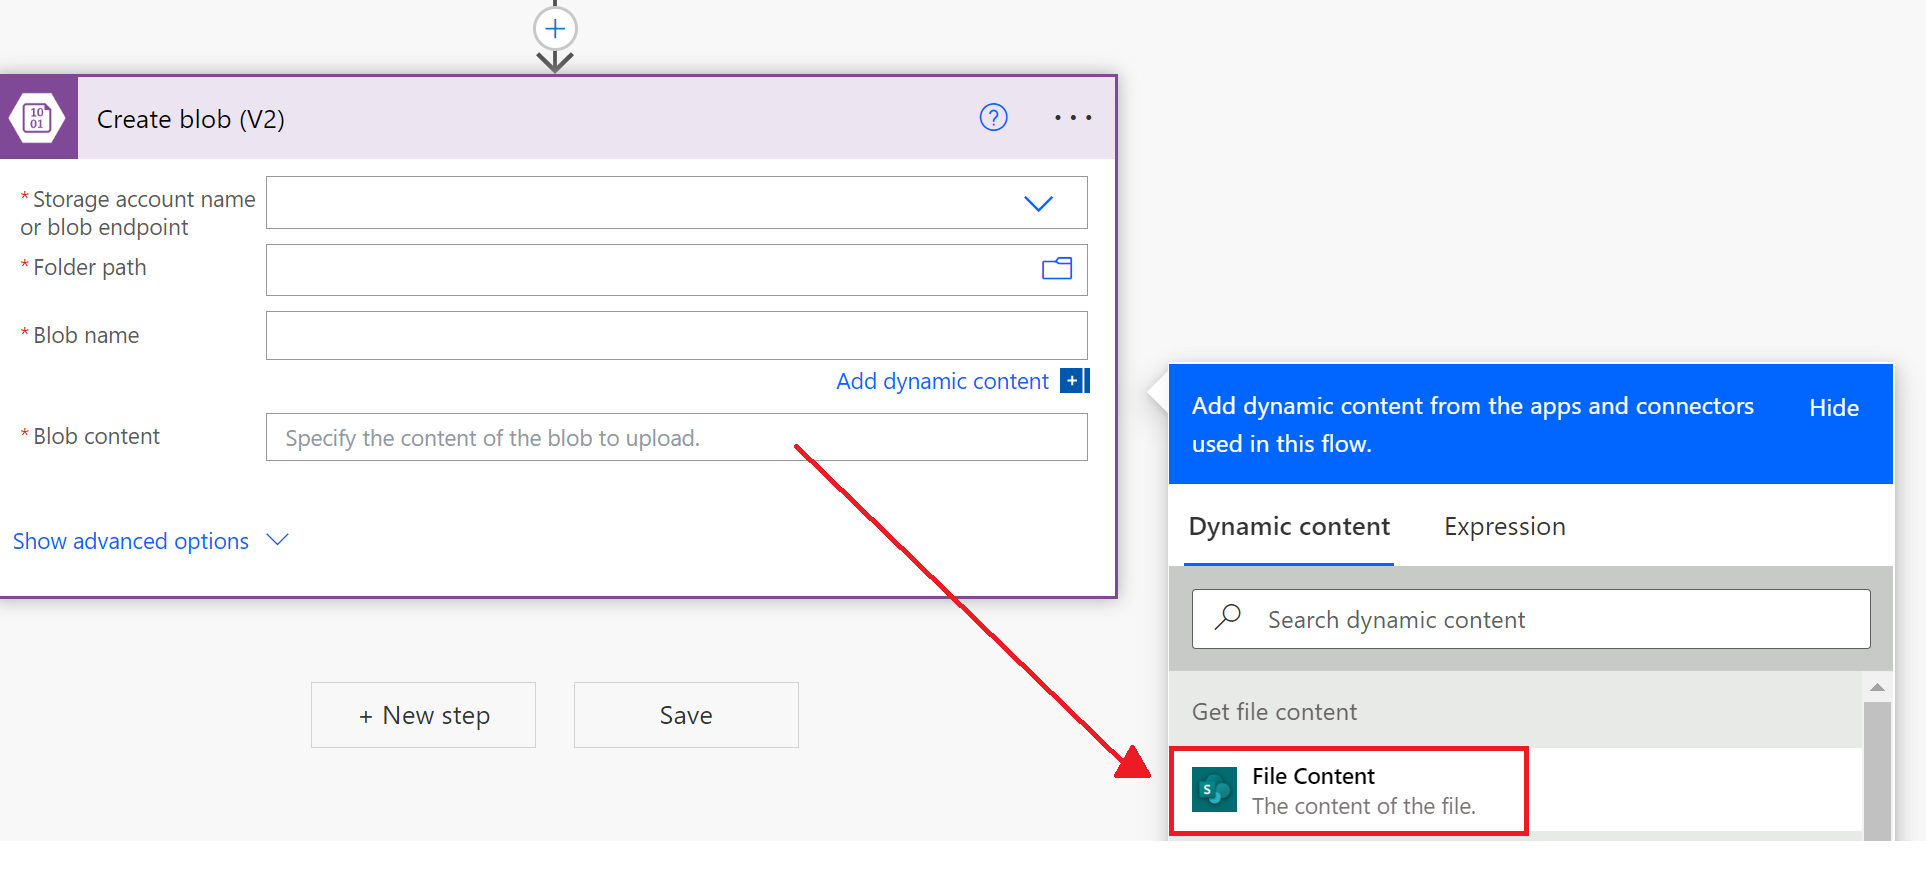 10
01
Create blob (V2)
?
* Storage account name
or blob endpoint
* Folder path
* Blob name
Add dynamic content
* Blob content
Specify the content of the blob to upload.
Show advanced options
+ New step
Save
Add dynamic content from the apps and connectors
used in this flow.
Hide
Dynamic content
Expression
Search dynamic content
Get file content
S
File Content
The content of the file.